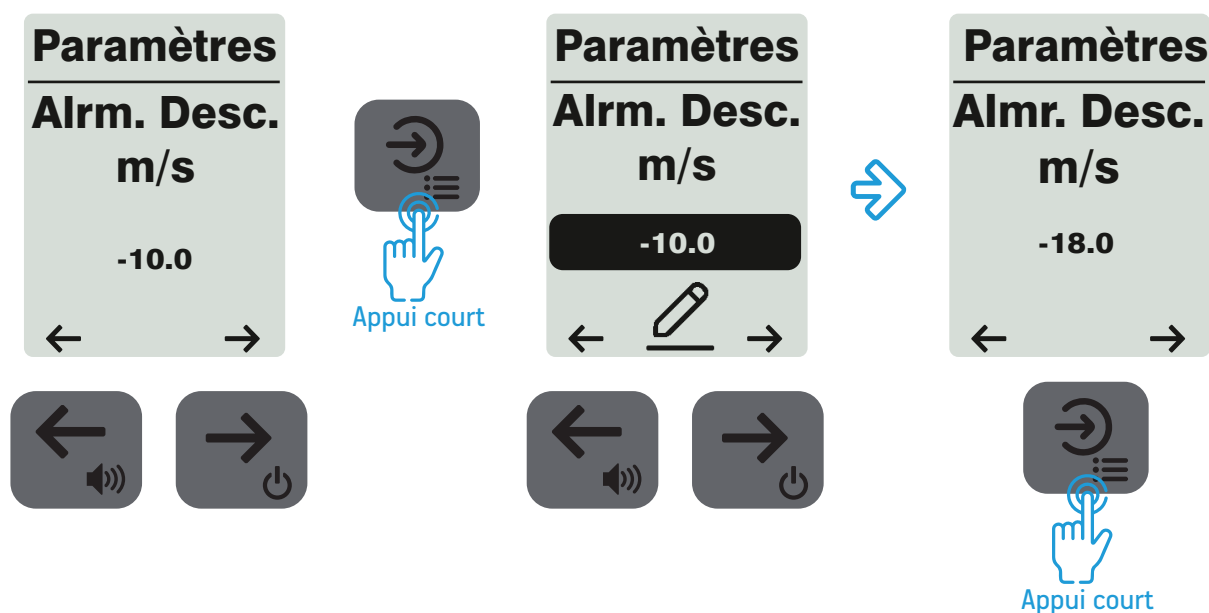 Paramètres
Alrm. Desc.
m/s
-10.0
Appui court
Paramètres
Alrm. Desc.
m/s
-10.0
Paramètres
Almr. Desc.
m/s
-18.0
Appui court